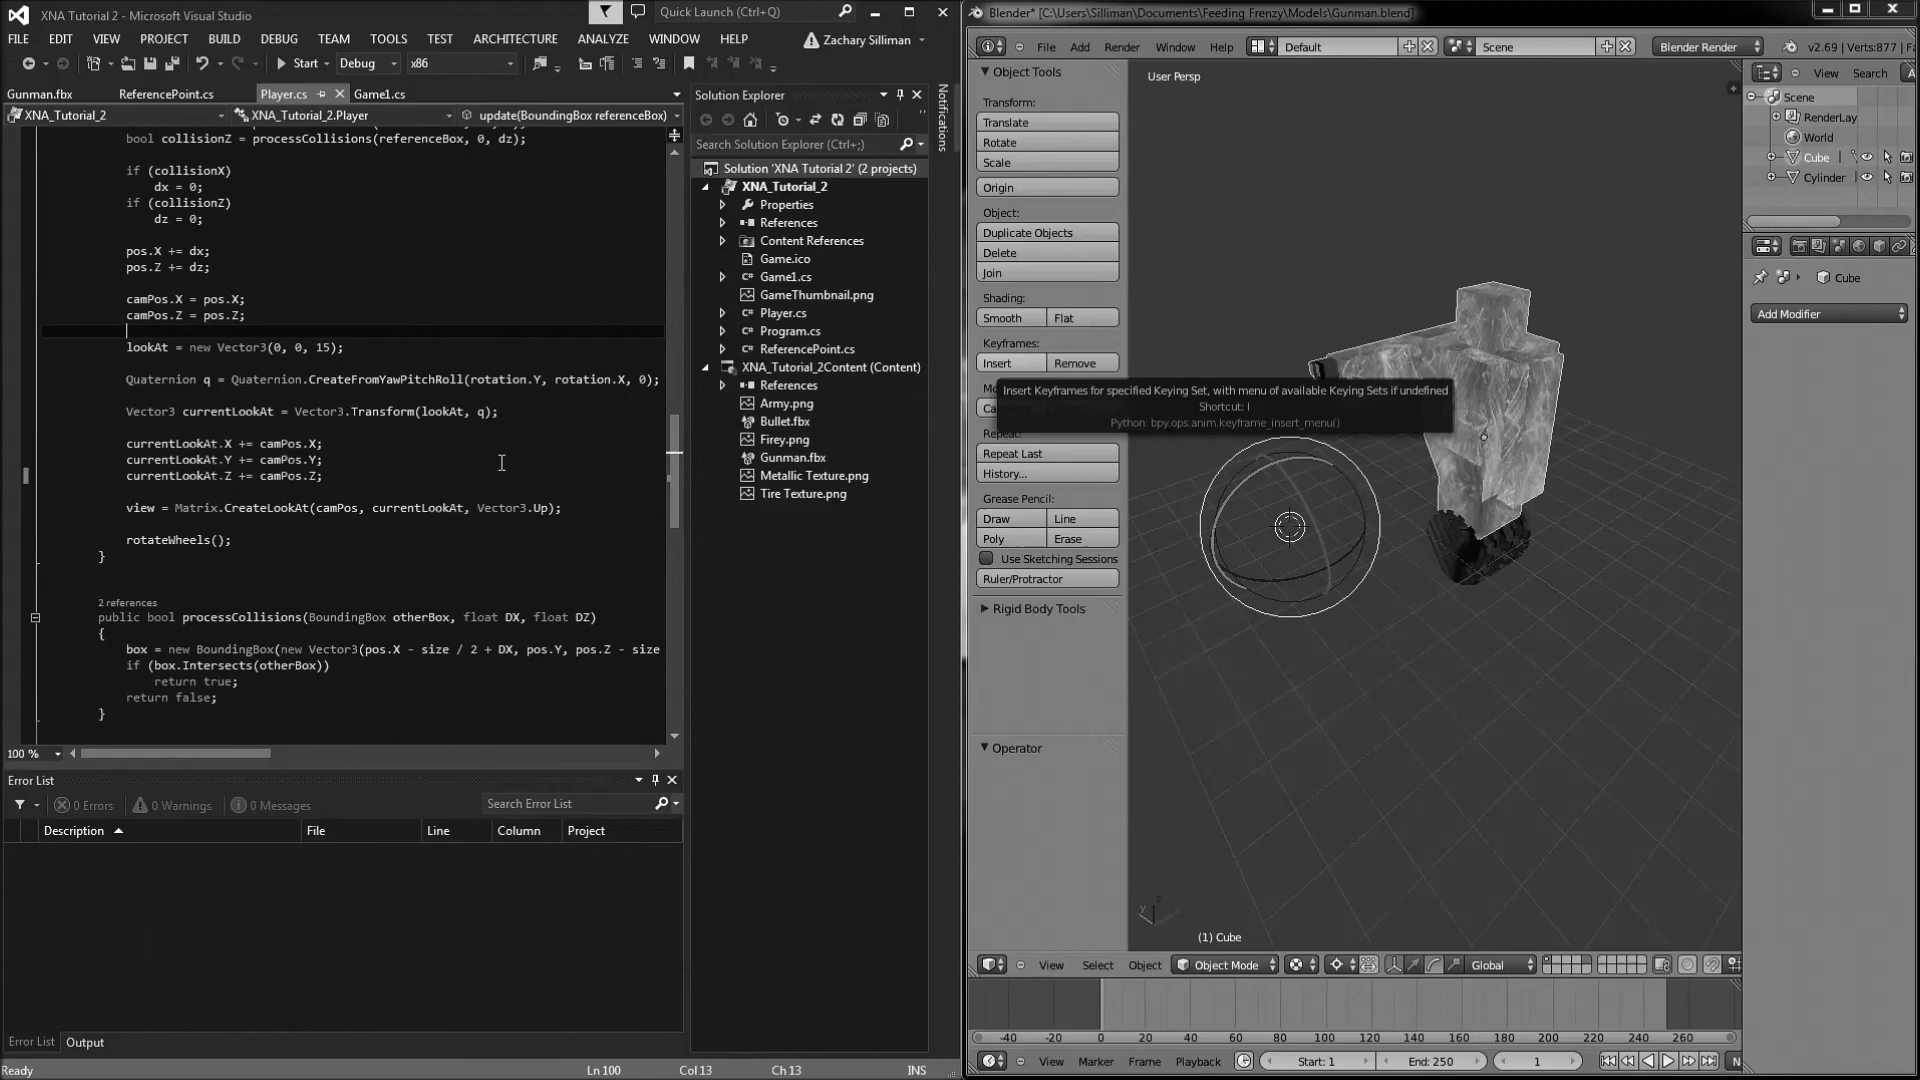 XNA Tutorial 2 - Microsoft Visual Studio
Quick Launch (Ctrl+Q)
FILE EDIT VIEW PROJECT BUILD DEBUG TEAM TOOLS TEST ARCHITECTURE ANALYZE WINDOW HELP
Zachary Silliman
Start Debug x86
Gunman.fbx ReferencePoint.cs Player.cs Game1.cs
XNA_Tutorial_2 XNA_Tutorial_2.Player update(BoundingBox referenceBox)
bool collisionZ = processCollisions(referenceBox, 0, dz);
if (collisionX)
dx = 0;
if (collisionZ)
dz = 0;
pos.X += dx;
pos.Z += dz;
camPos.X = pos.X;
camPos.Z = pos.Z;
lookAt = new Vector3(0, 0, 15);
Quaternion q = Quaternion.CreateFromYawPitchRoll(rotation.Y, rotation.X, 0);
Vector3 currentLookAt = Vector3.Transform(lookAt, q);
currentLookAt.X += camPos.X;
currentLookAt.Y += camPos.Y;
currentLookAt.Z += camPos.Z;
view = Matrix.CreateLookAt(camPos, currentLookAt, Vector3.Up);
rotateWheels();
}
2 references
public bool processCollisions(BoundingBox otherBox, float DX, float DZ)
{
box = new BoundingBox(new Vector3(pos.X - size / 2 + DX, pos.Y, pos.Z - size
if (box.Intersects(otherBox))
return true;
return false;
}
100 %
Error List
0 Errors 0 Warnings 0 Messages
Search Error List
Description File Line Column Project
Error List Output
Ready Ln 100 Col 13 Ch 13 INS
Solution Explorer
Search Solution Explorer (Ctrl+;)
Solution 'XNA Tutorial 2' (2 projects)
XNA_Tutorial_2
Properties
References
Content References
Game.ico
Game1.cs
GameThumbnail.png
Player.cs
Program.cs
ReferencePoint.cs
XNA_Tutorial_2Content (Content)
References
Army.png
Bullet.fbx
Firey.png
Gunman.fbx
Metallic Texture.png
Tire Texture.png
Notifications
Blender* [C:\Users\Silliman\Documents\Feeding Frenzy\Models\Gunman.blend]
File Add Render Window Help Default Scene Blender Render v2.69 | Verts:877 | F
Object Tools
Transform:
Translate
Rotate
Scale
Origin
Object:
Duplicate Objects
Delete
Join
Shading:
Smooth Flat
Keyframes:
Insert Remove
Insert Keyframes for specified Keying Set, with menu of available Keying Sets if undefined
Shortcut: I
Python: bpy.ops.anim.keyframe_insert_menu()
Repeat:
Repeat Last
History...
Grease Pencil:
Draw Line
Poly Erase
Use Sketching Sessions
Ruler/Protractor
Rigid Body Tools
Operator
User Persp
(1) Cube
View Select Object Object Mode Global
-40 -20 0 20 40 60 80 100 120 140 160 180 200 220 240 260
View Marker Frame Playback Start: 1 End: 250 1
View Search
Scene
RenderLay
World
Cube
Cylinder
Cube
Add Modifier